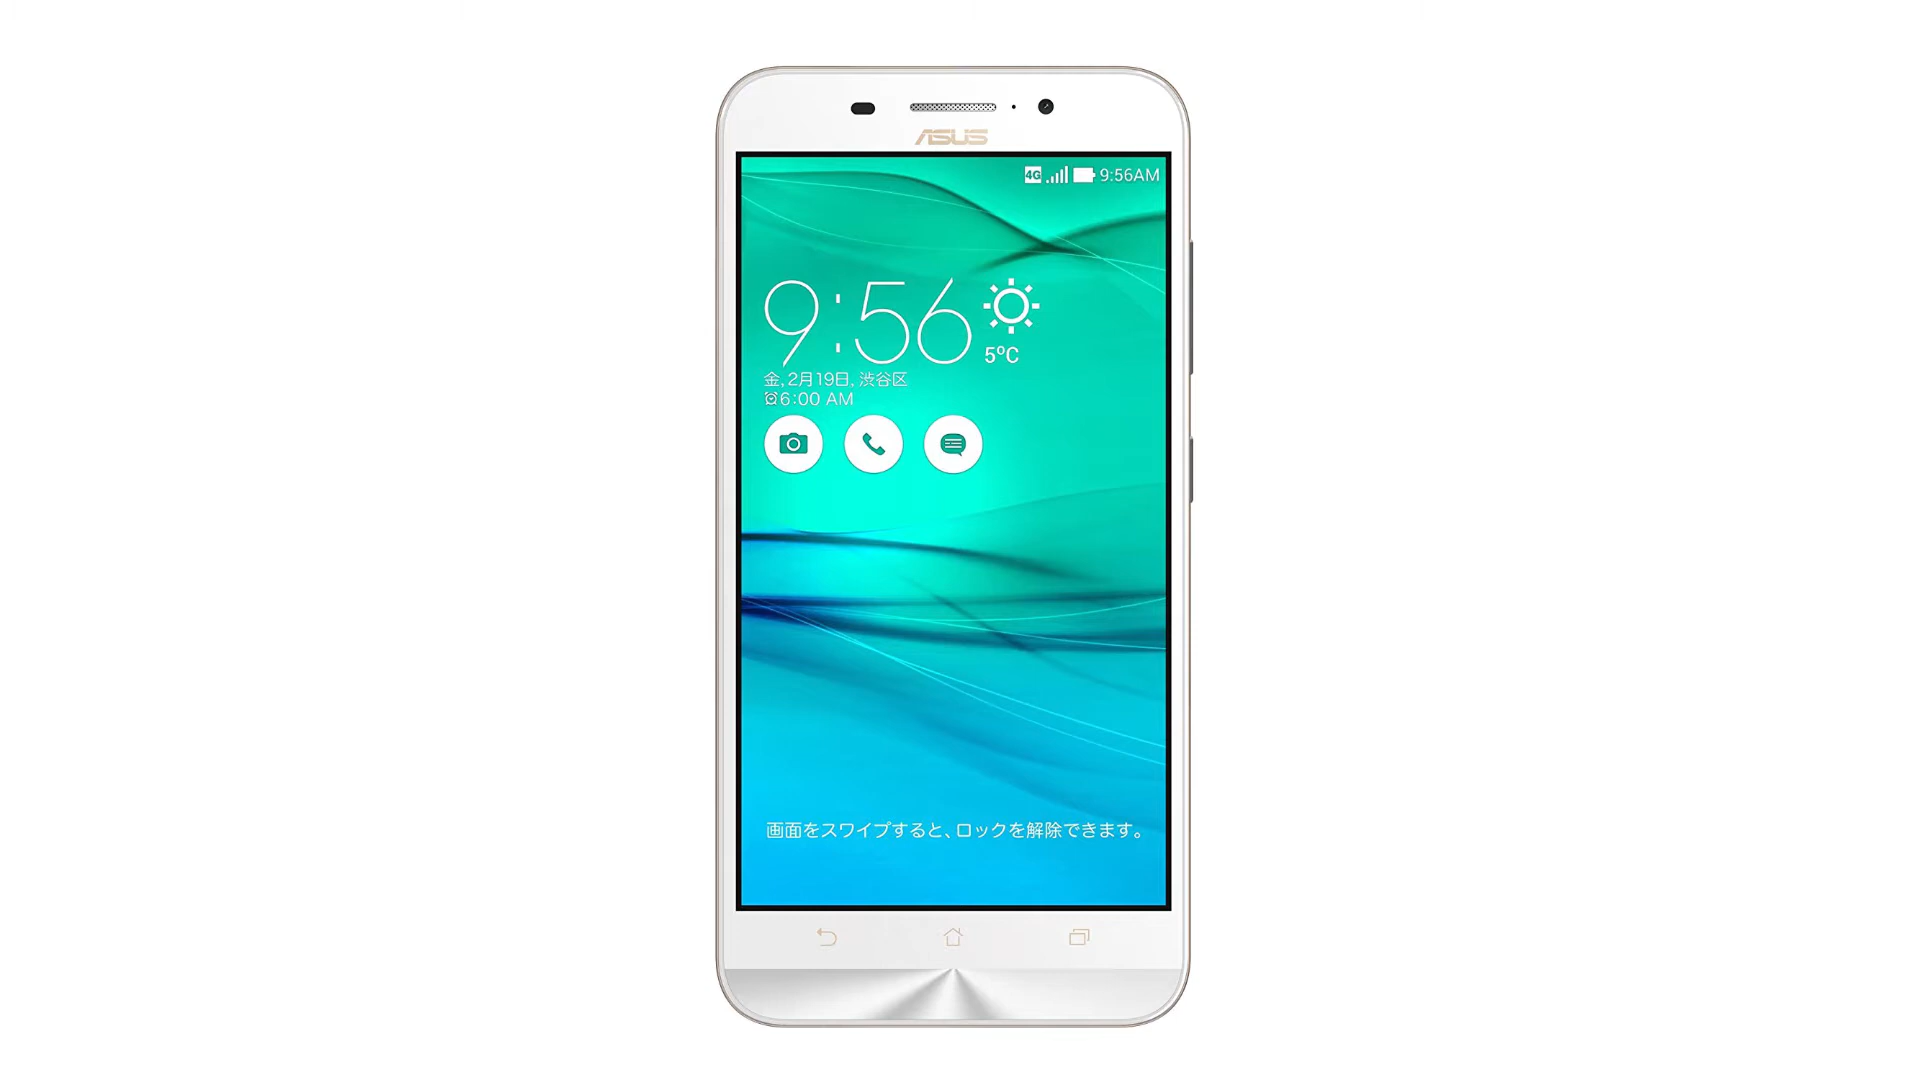 ASUS
4G 9:56AM
9:56
5°C
金, 2月19日, 渋谷区
6:00 AM
画面をスワイプすると、ロックを解除できます。